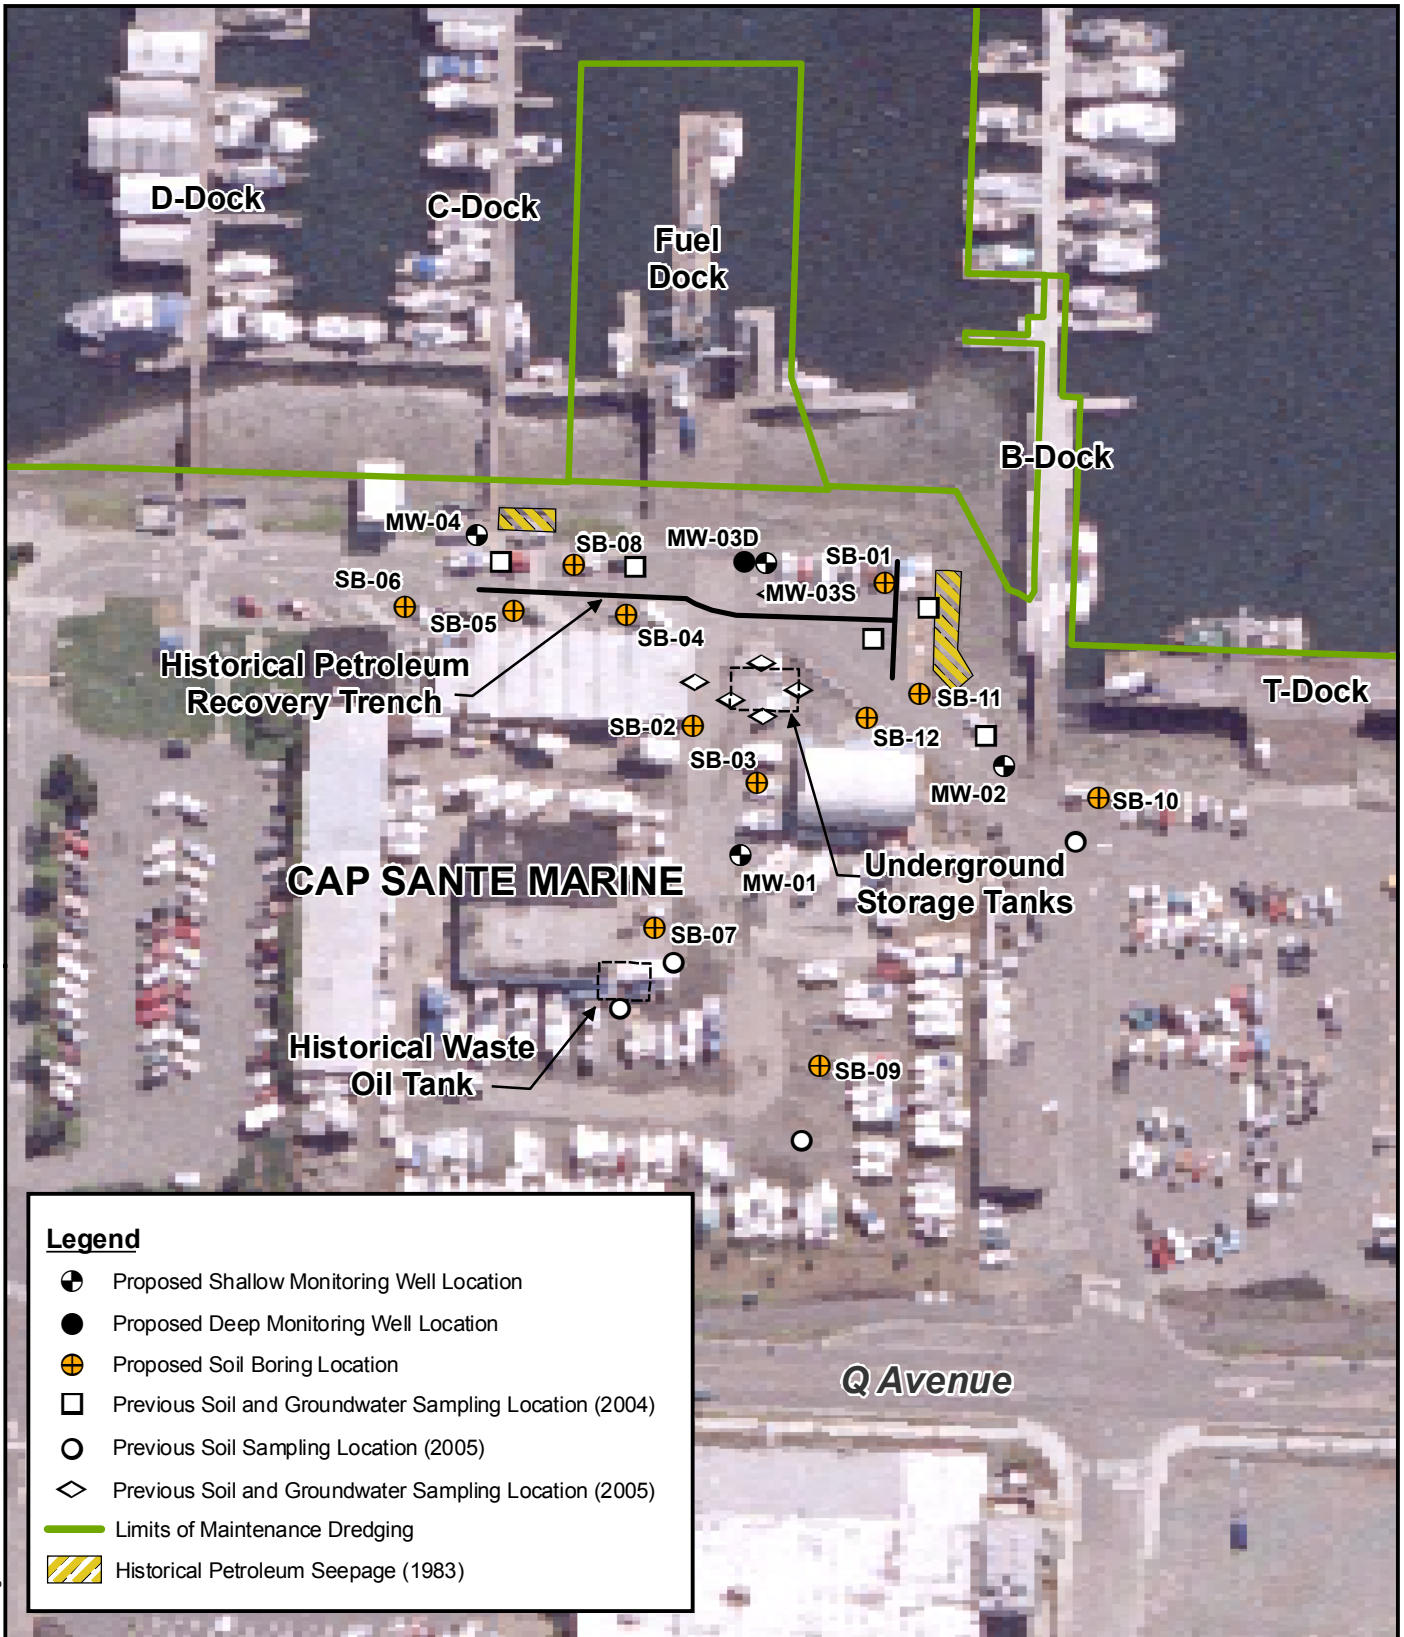 D-Dock
C-Dock
Fuel
Dock
B-Dock
MW-04
SB-08
MW-03D
SB-01
SB-06
MW-03S
SB-05
SB-04
Historical Petroleum
Recovery Trench
SB-11
T-Dock
SB-02
SB-12
SB-03
MW-02
SB-10
CAP SANTE MARINE
MW-01
Underground
Storage Tanks
SB-07
Historical Waste
Oil Tank
SB-09
Legend
Proposed Shallow Monitoring Well Location
Proposed Deep Monitoring Well Location
Proposed Soil Boring Location
Previous Soil and Groundwater Sampling Location (2004)
Previous Soil Sampling Location (2005)
Previous Soil and Groundwater Sampling Location (2005)
Limits of Maintenance Dredging
Historical Petroleum Seepage (1983)
Q Avenue